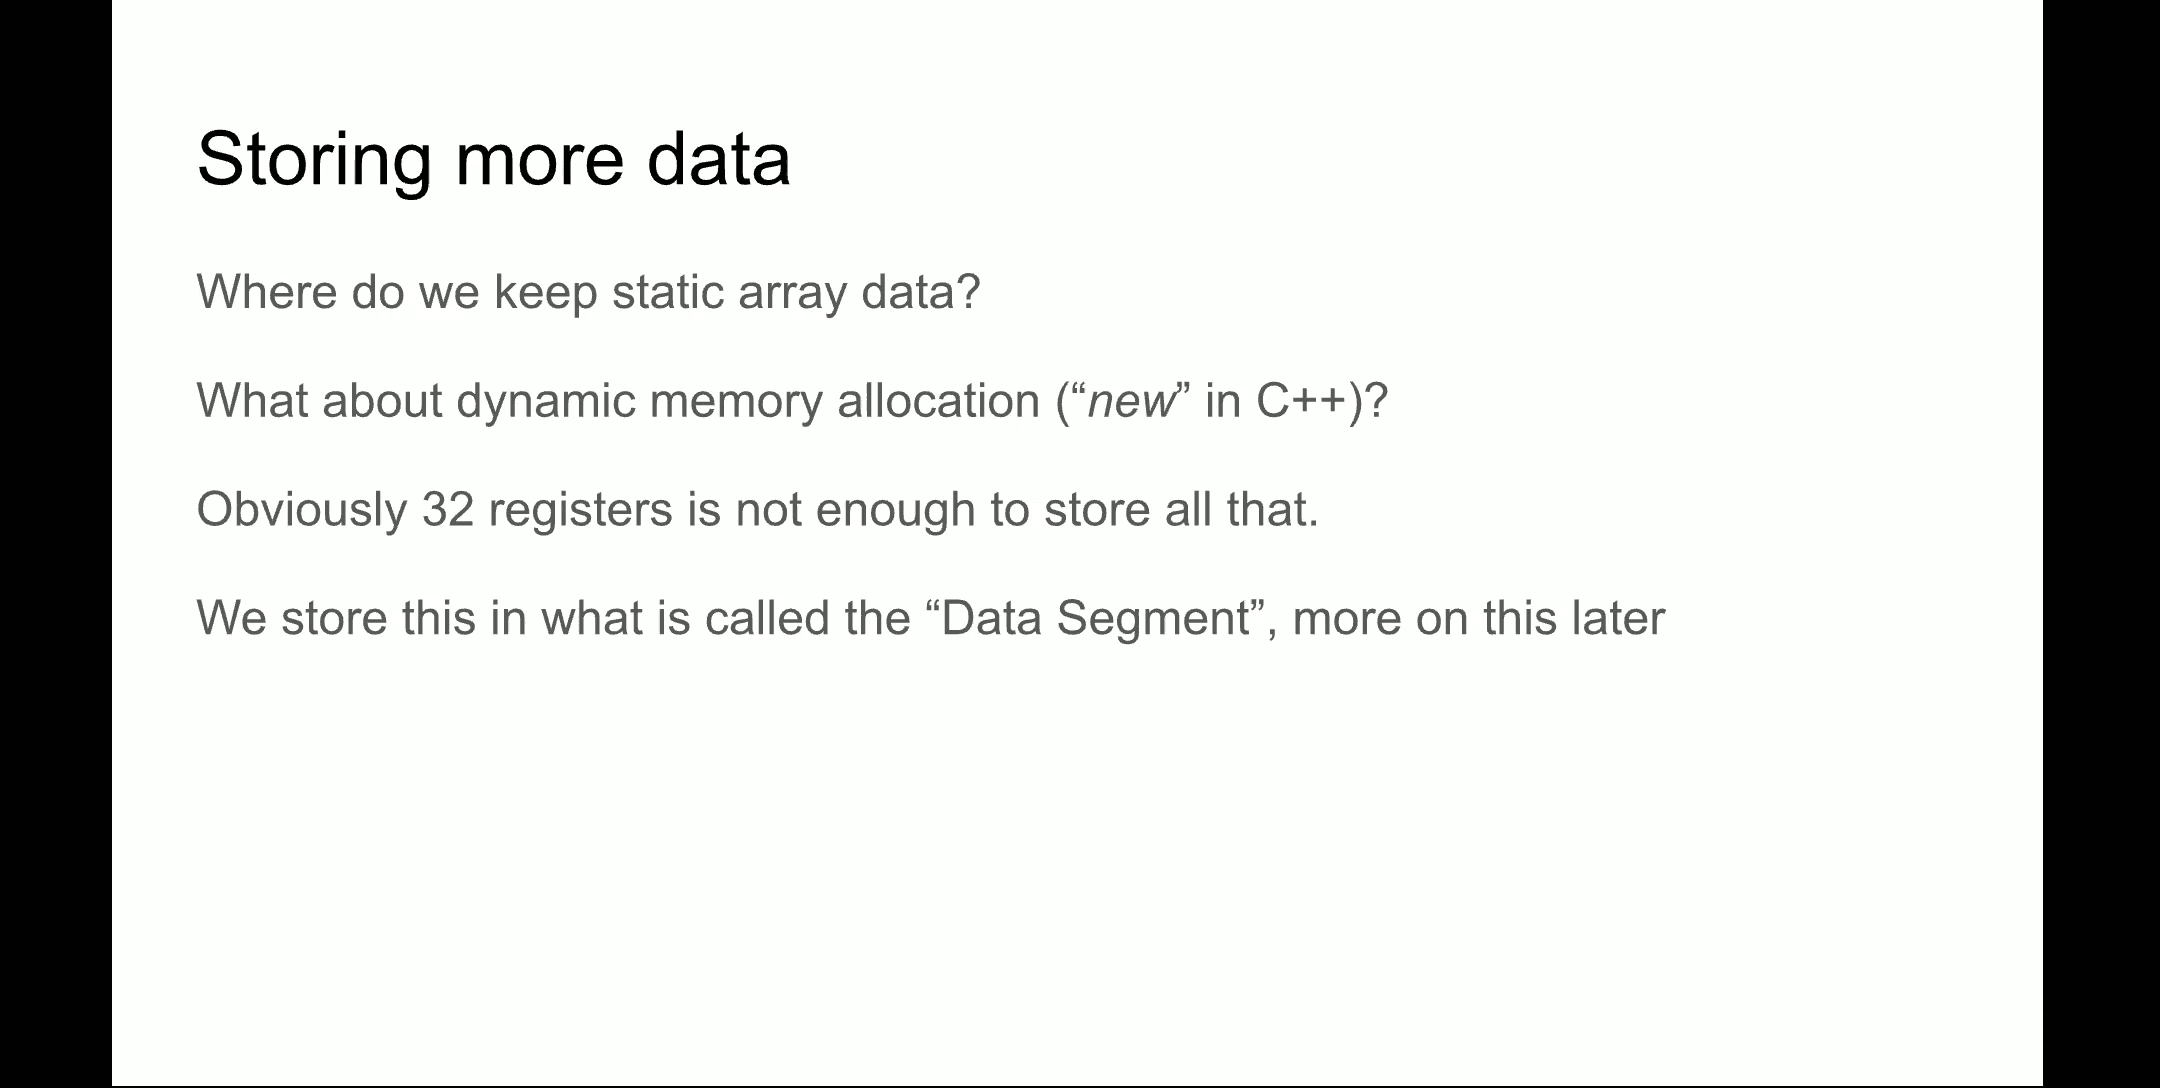 Storing more data
Where do we keep static array data?
What about dynamic memory allocation (“new” in C++)?
Obviously 32 registers is not enough to store all that.
We store this in what is called the “Data Segment”, more on this later